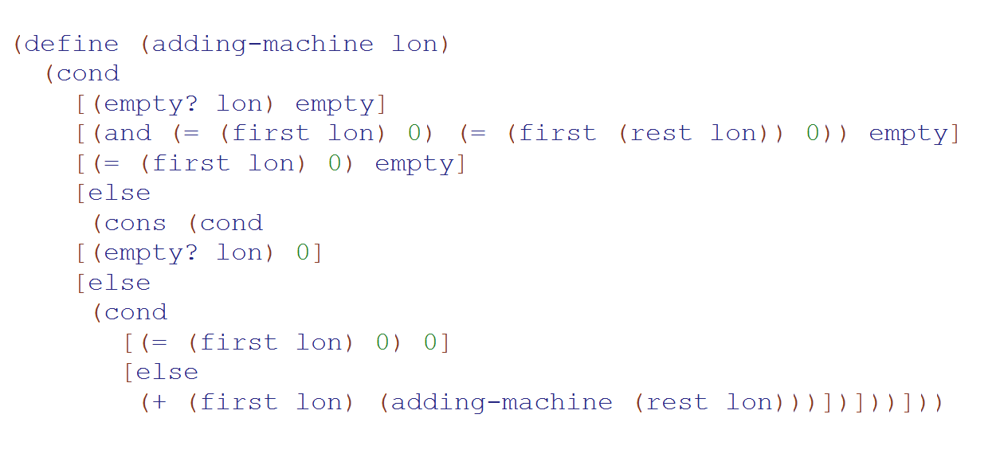 (define (adding-machine lon)
  (cond
    [(empty? lon) empty]
    [(and (= (first lon) 0) (= (first (rest lon)) 0)) empty]
    [(= (first lon) 0) empty]
    [else
     (cons (cond
    [(empty? lon) 0]
    [else
     (cond
       [(= (first lon) 0) 0]
       [else
        (+ (first lon) (adding-machine (rest lon)))])]))]))